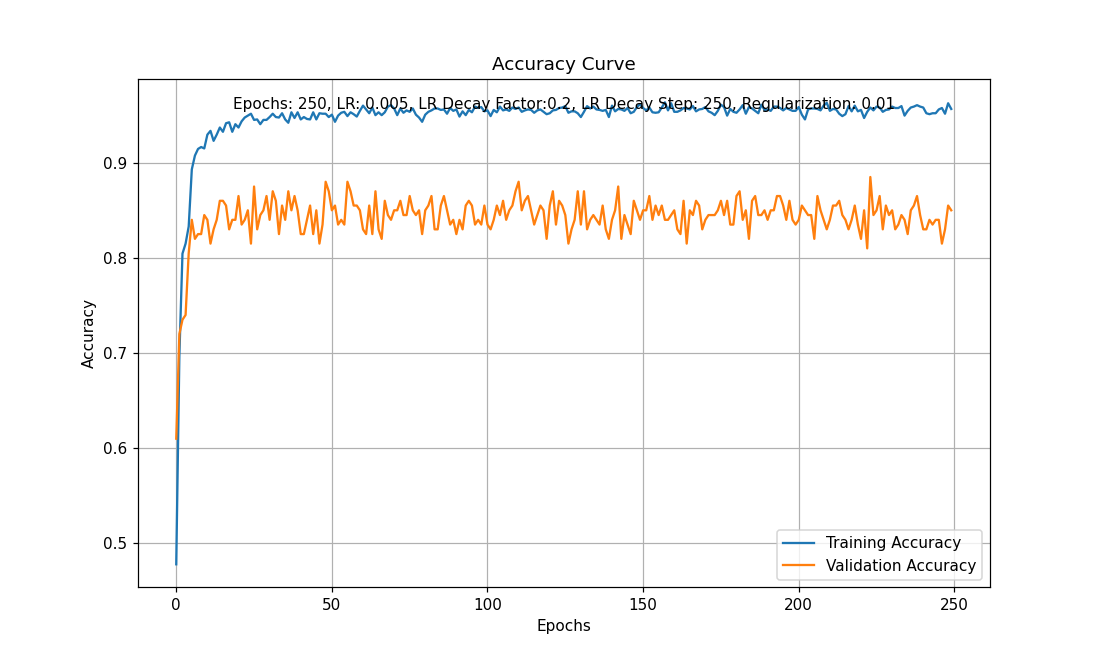 Accuracy Curve
Epochs: 250, LR: 0.005, LR Decay Factor:0.2, LR Decay Step: 250, Regularization: 0.01
Accuracy
0.9
0.8
0.7
0.6
0.5
0 50 100 150 200 250
Epochs
Training Accuracy
Validation Accuracy